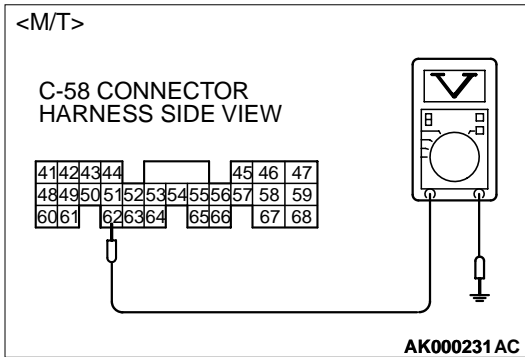 <M/T>
C-58 CONNECTOR
HARNESS SIDE VIEW
V
41 42 43 44 45 46 47
48 49 50 51 52 53 54 55 56 57 58 59
60 61 62 63 64 65 66 67 68
AK000231 AC